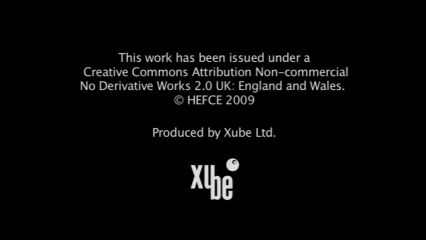 This work has been issued under a
Creative Commons Attribution Non-commercial
No Derivative Works 2.0 UK: England and Wales.
© HEFCE 2009
Produced by Xube Ltd.
xube